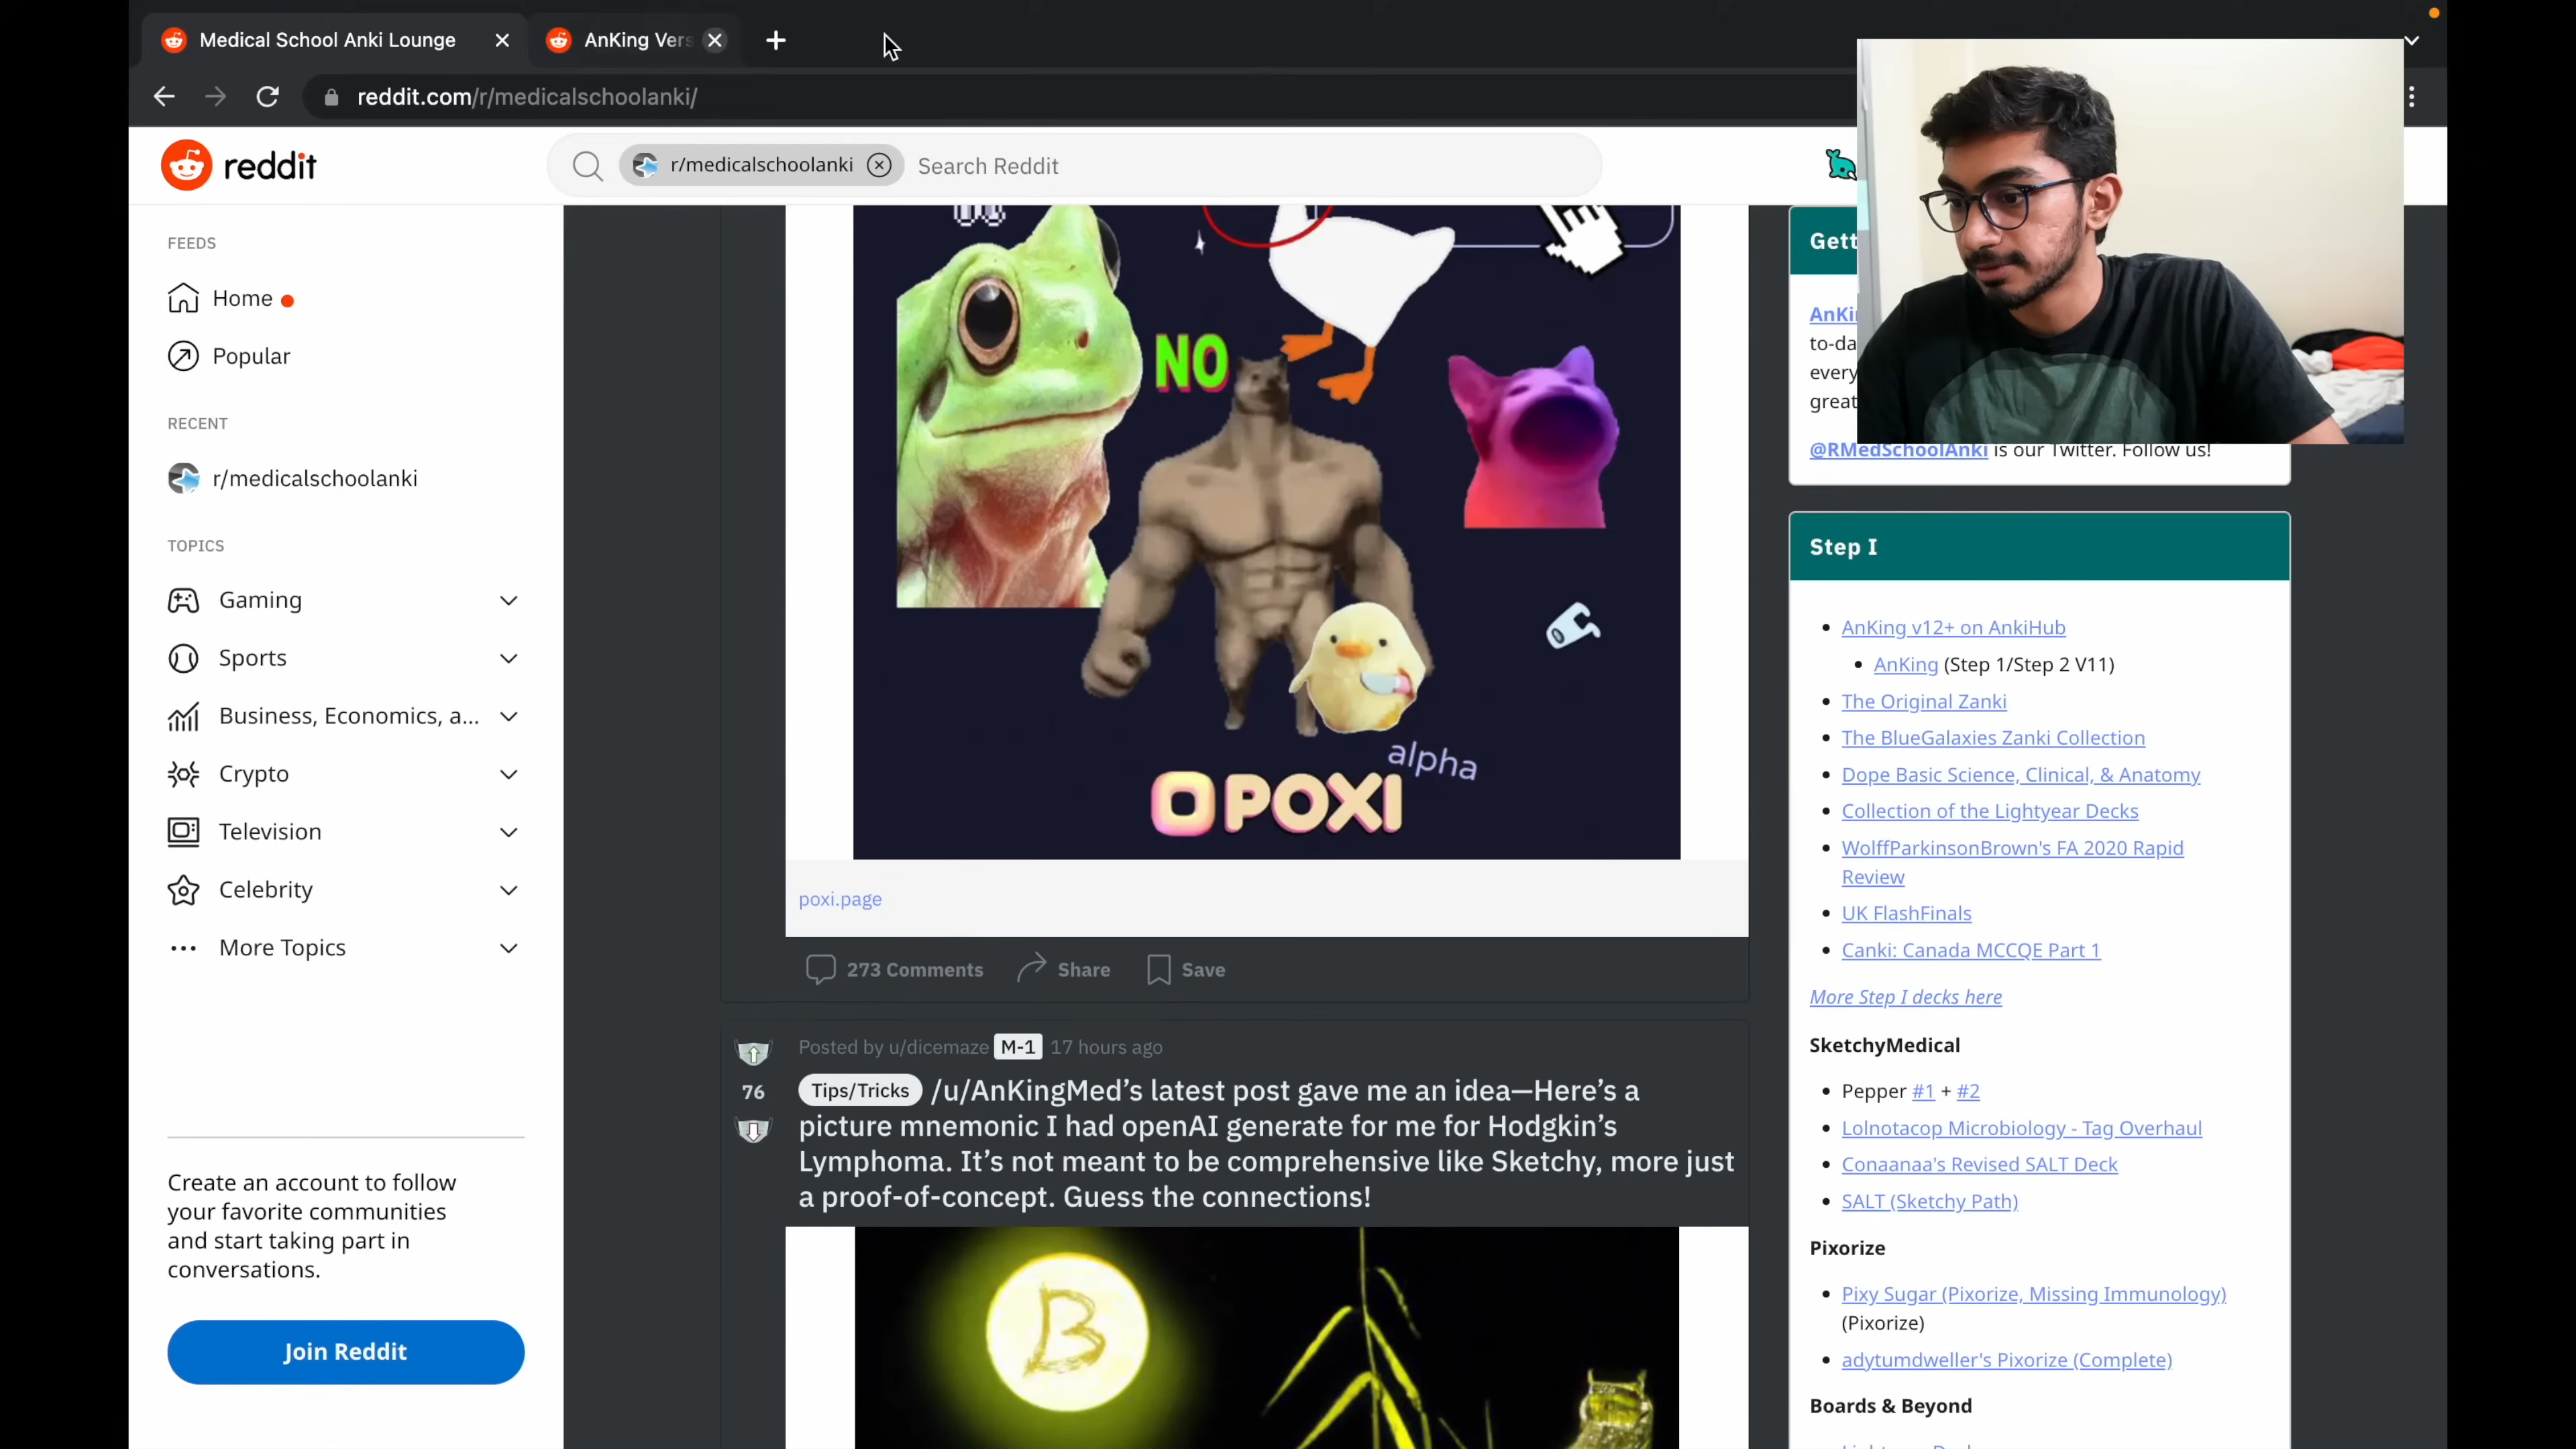 Medical School Anki Lounge
AnKing Vers
reddit.com/r/medicalschoolanki/
reddit
r/medicalschoolanki
Search Reddit
FEEDS
Home
Popular
RECENT
r/medicalschoolanki
TOPICS
Gaming
Sports
Business, Economics, a...
Crypto
Television
Celebrity
More Topics
Create an account to follow
your favorite communities
and start taking part in
conversations.
Join Reddit
NO
alpha
POXI
poxi.page
273 Comments
Share
Save
Posted by u/dicemaze M-1 17 hours ago
76
Tips/Tricks /u/AnKingMed’s latest post gave me an idea—Here’s a
picture mnemonic I had openAI generate for me for Hodgkin’s
Lymphoma. It’s not meant to be comprehensive like Sketchy, more just
a proof-of-concept. Guess the connections!
B
Gett
AnKi
to-da
every
great
@RMedSchoolAnki is our Twitter. Follow us!
Step I
AnKing v12+ on AnkiHub
AnKing (Step 1/Step 2 V11)
The Original Zanki
The BlueGalaxies Zanki Collection
Dope Basic Science, Clinical, & Anatomy
Collection of the Lightyear Decks
WolffParkinsonBrown's FA 2020 Rapid
Review
UK FlashFinals
Canki: Canada MCCQE Part 1
More Step I decks here
SketchyMedical
Pepper #1 + #2
Lolnotacop Microbiology - Tag Overhaul
Conaanaa's Revised SALT Deck
SALT (Sketchy Path)
Pixorize
Pixy Sugar (Pixorize, Missing Immunology)
(Pixorize)
adytumdweller's Pixorize (Complete)
Boards & Beyond